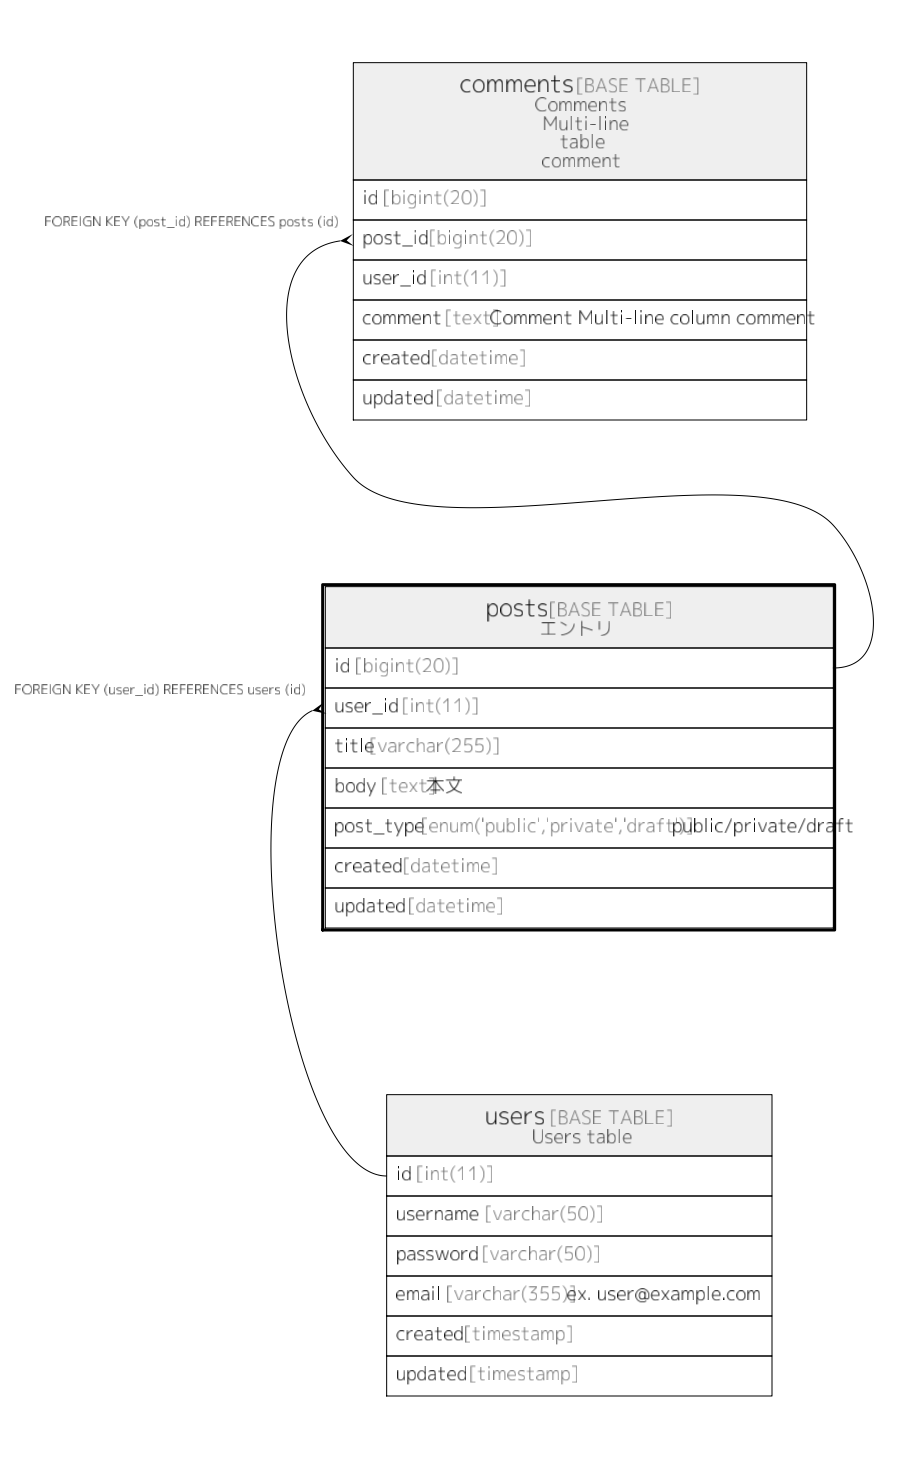 comments [BASE TABLE]
Comments
Multi-line
table
comment
id [bigint(20)]
FOREIGN KEY (post_id) REFERENCES posts (id)
post_id [bigint(20)]
user_id [int(11)]
comment [text] Comment Multi-line column comment
created [datetime]
updated [datetime]
posts [BASE TABLE]
エントリ
id [bigint(20)]
FOREIGN KEY (user_id) REFERENCES users (id)
user_id [int(11)]
title [varchar(255)]
body [text] 本文
post_type [enum('public','private','draft')] public/private/draft
created [datetime]
updated [datetime]
users [BASE TABLE]
Users table
id [int(11)]
username [varchar(50)]
password [varchar(50)]
email [varchar(355)] ex. user@example.com
created [timestamp]
updated [timestamp]